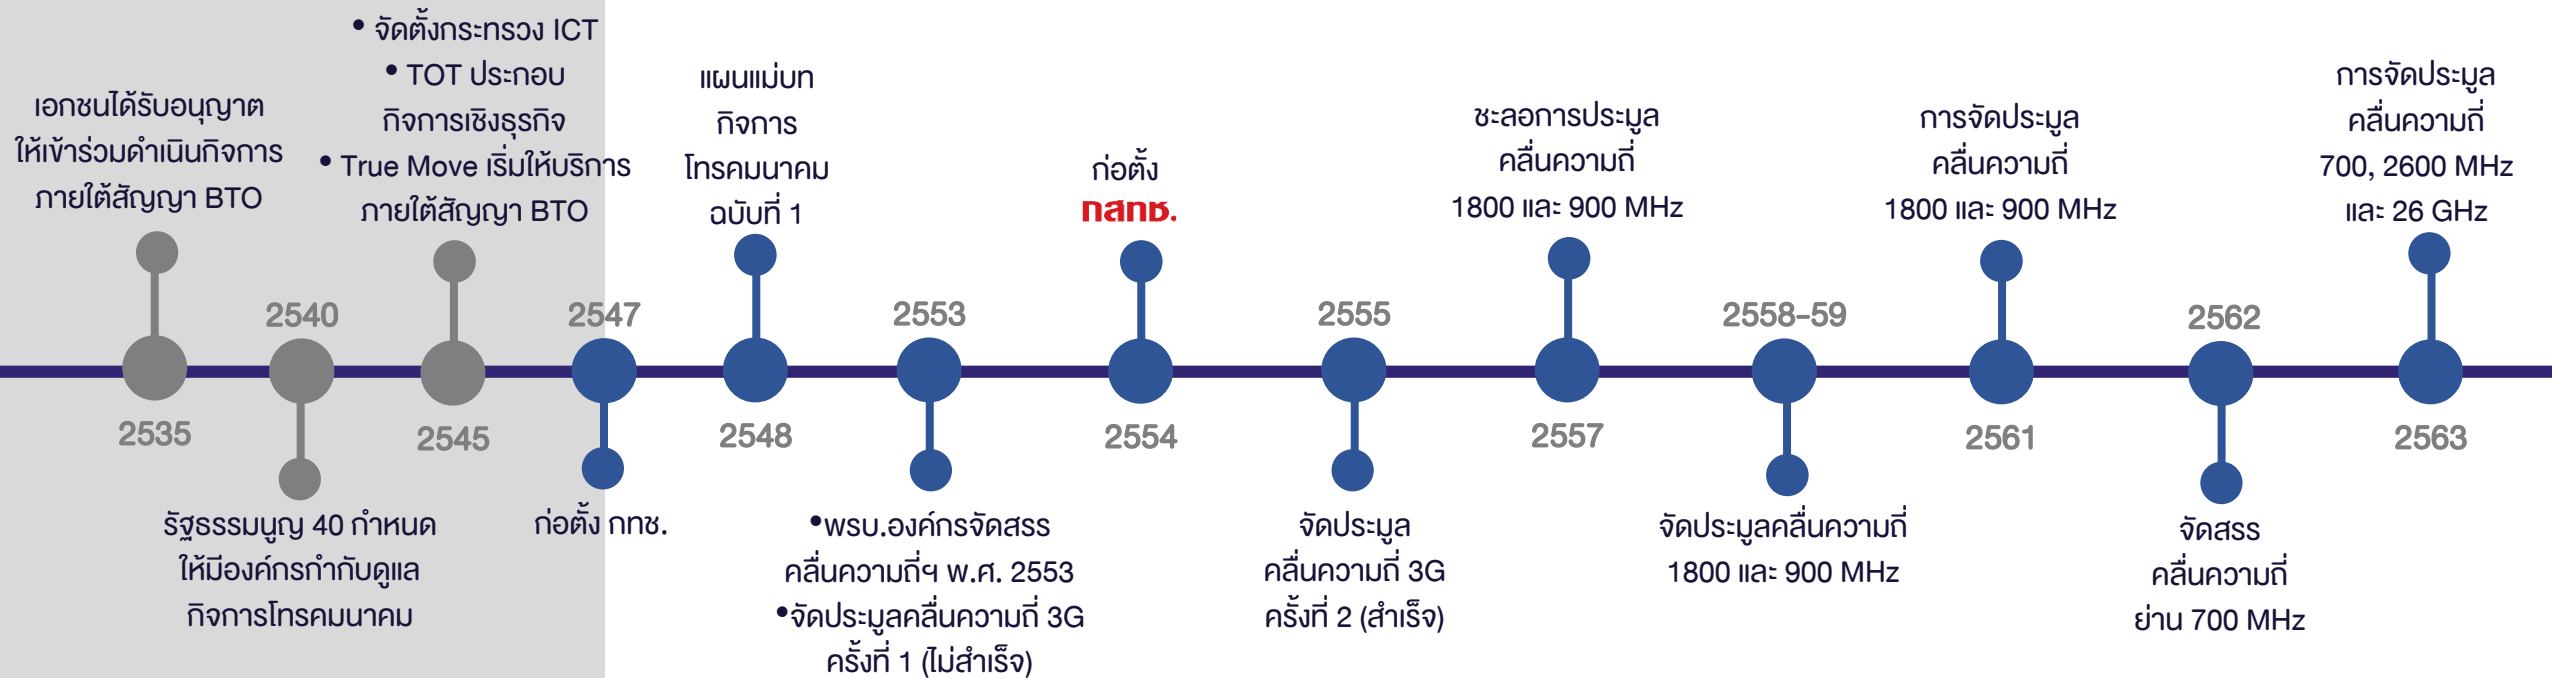 เอกชนได้รับอนุญาต
ให้เข้าร่วมดำเนินกิจการ
ภายใต้สัญญา BTO
2535
2540
รัฐธรรมนูญ 40 กำหนด
ให้มีองค์กรกำกับดูแล
กิจการโทรคมนาคม
• จัดตั้งกระทรวง ICT
• TOT ประกอบ
กิจการเชิงธุรกิจ
• True Move เริ่มให้บริการ
ภายใต้สัญญา BTO
2545
2547
ก่อตั้ง กทช.
แผนแม่บท
กิจการ
โทรคมนาคม
ฉบับที่ 1
2548
2553
•พรบ.องค์กรจัดสรร
คลื่นความถี่ฯ พ.ศ. 2553
•จัดประมูลคลื่นความถี่ 3G
ครั้งที่ 1 (ไม่สำเร็จ)
ก่อตั้ง
กสทช.
2554
2555
จัดประมูล
คลื่นความถี่ 3G
ครั้งที่ 2 (สำเร็จ)
ชะลอการประมูล
คลื่นความถี่
1800 และ 900 MHz
2557
2558-59
จัดประมูลคลื่นความถี่
1800 และ 900 MHz
การจัดประมูล
คลื่นความถี่
1800 และ 900 MHz
2561
2562
จัดสรร
คลื่นความถี่
ย่าน 700 MHz
การจัดประมูล
คลื่นความถี่
700, 2600 MHz
และ 26 GHz
2563